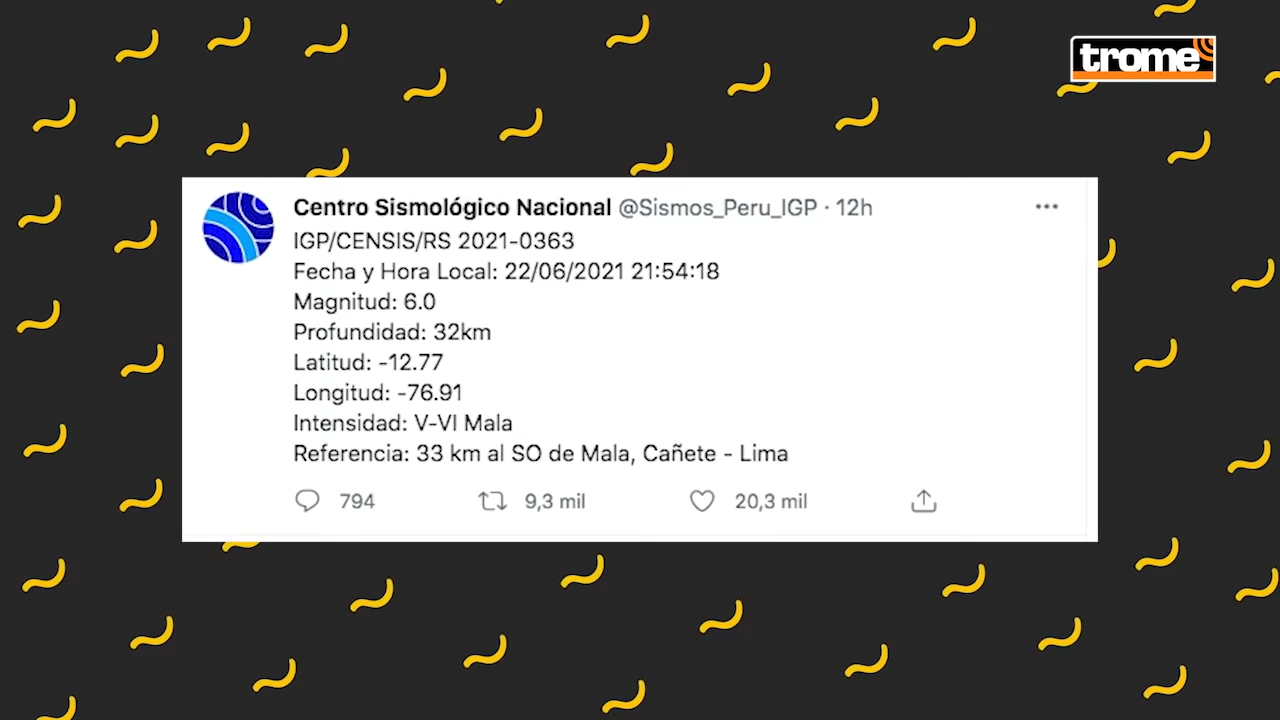 trome
Centro Sismológico Nacional @Sismos_Peru_IGP · 12h
IGP/CENSIS/RS 2021-0363
Fecha y Hora Local: 22/06/2021 21:54:18
Magnitud: 6.0
Profundidad: 32km
Latitud: -12.77
Longitud: -76.91
Intensidad: V-VI Mala
Referencia: 33 km al SO de Mala, Cañete - Lima
794 9,3 mil 20,3 mil